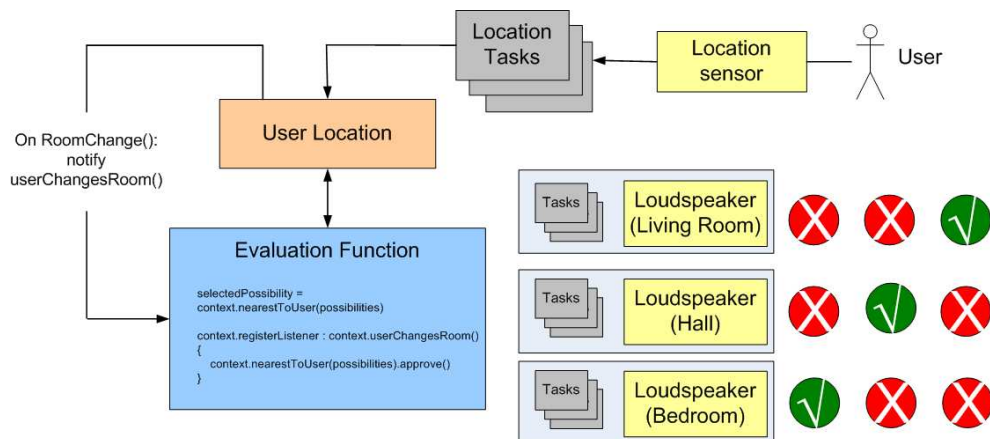 Location
Tasks
Location
sensor
User
On RoomChange():
notify
userChangesRoom()
User Location
Evaluation Function
selectedPossibility =
context.nearestToUser(possibilities)
context.registerListener : context.userChangesRoom()
{
context.nearestToUser(possibilities).approve()
}
Tasks
Loudspeaker
(Living Room)
Tasks
Loudspeaker
(Hall)
Tasks
Loudspeaker
(Bedroom)